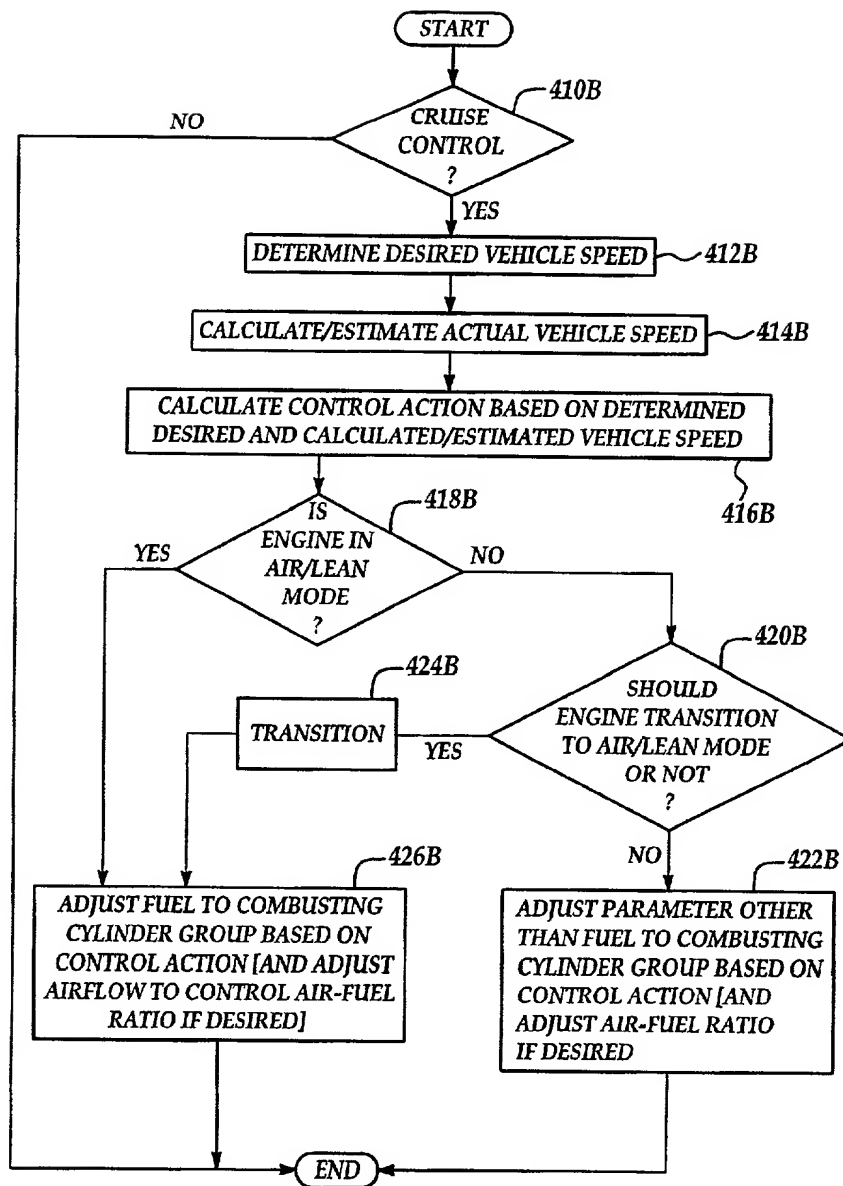 START
410B
CRUISE
CONTROL
?
NO
YES
DETERMINE DESIRED VEHICLE SPEED
412B
CALCULATE/ESTIMATE ACTUAL VEHICLE SPEED
414B
CALCULATE CONTROL ACTION BASED ON DETERMINED
DESIRED AND CALCULATED/ESTIMATED VEHICLE SPEED
416B
418B
IS
ENGINE IN
AIR/LEAN
MODE
?
YES
NO
420B
SHOULD
ENGINE TRANSITION
TO AIR/LEAN MODE
OR NOT
?
424B
TRANSITION
YES
NO
426B
ADJUST FUEL TO COMBUSTING
CYLINDER GROUP BASED ON
CONTROL ACTION [AND ADJUST
AIRFLOW TO CONTROL AIR-FUEL
RATIO IF DESIRED]
422B
ADJUST PARAMETER OTHER
THAN FUEL TO COMBUSTING
CYLINDER GROUP BASED ON
CONTROL ACTION [AND
ADJUST AIR-FUEL RATIO
IF DESIRED
END